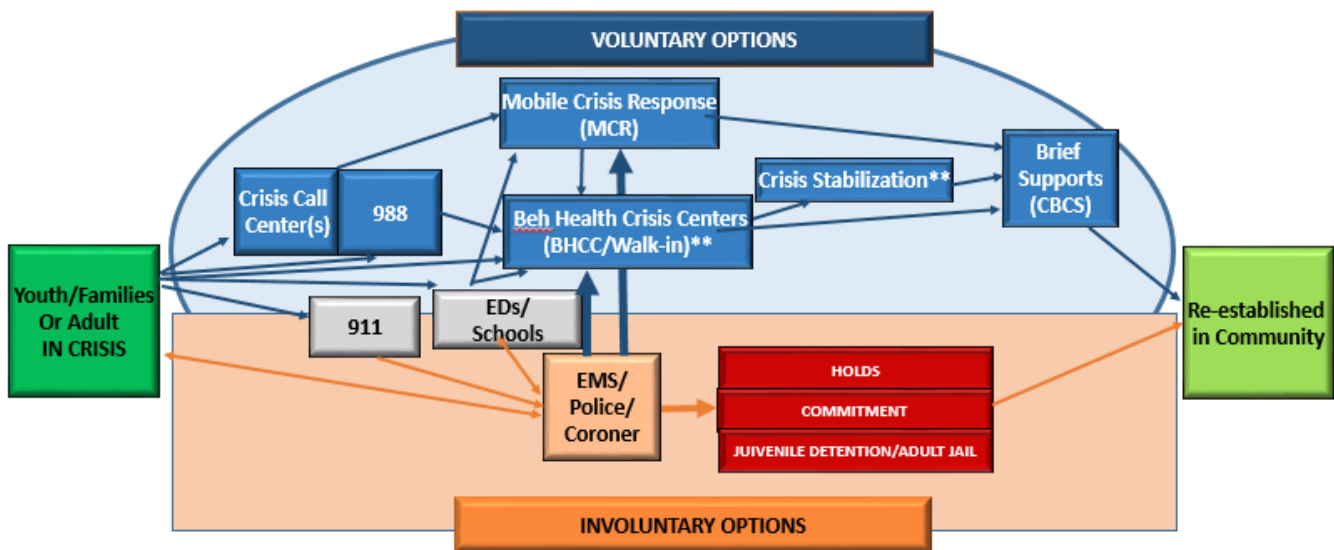 VOLUNTARY OPTIONS
Mobile Crisis Response
(MCR)
Crisis Call
Center(s)
988
Beh Health Crisis Centers
(BHCC/Walk-in)**
Crisis Stabilization**
Brief
Supports
(CBCS)
Youth/Families
Or Adult
IN CRISIS
911
EDs/
Schools
EMS/
Police/
Coroner
HOLDS
COMMITMENT
JUIVENILE DETENTION/ADULT JAIL
Re-established
in Community
INVOLUNTARY OPTIONS